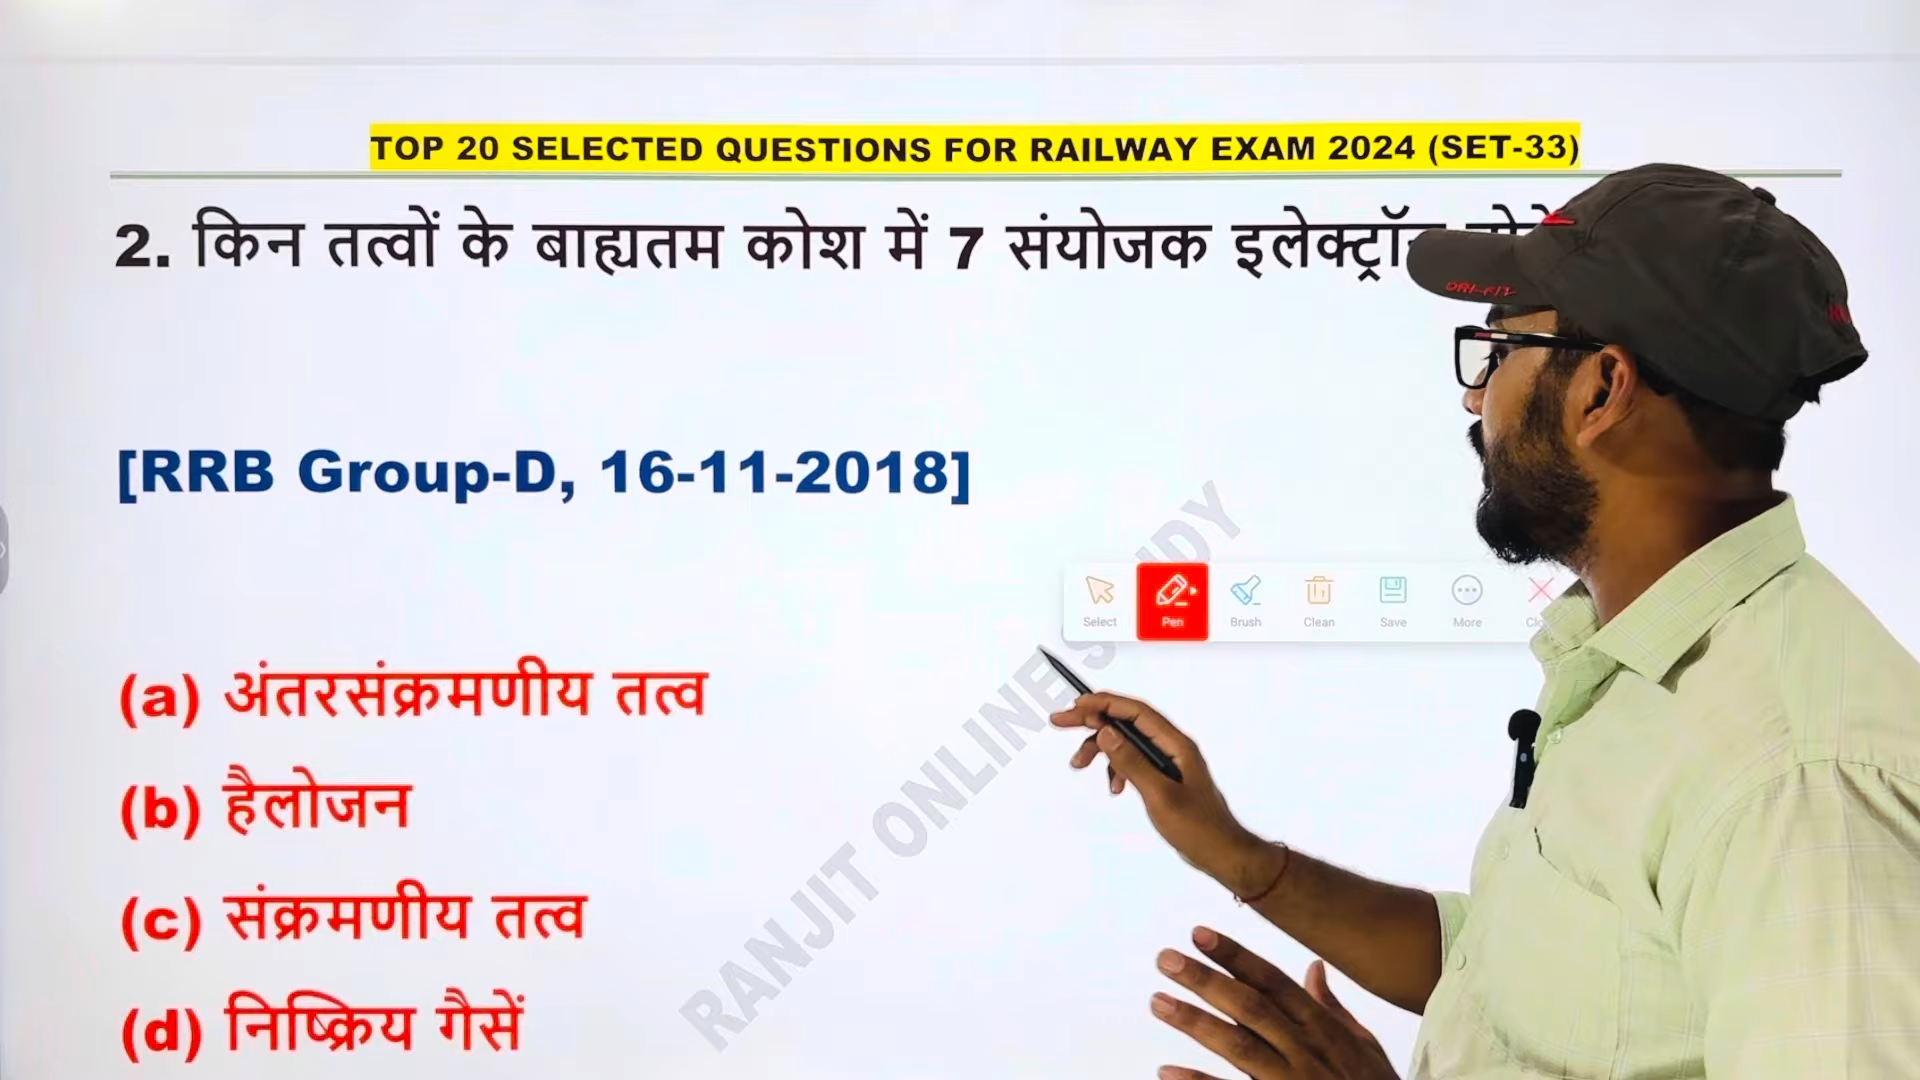 TOP 20 SELECTED QUESTIONS FOR RAILWAY EXAM 2024 (SET-33)
2. किन तत्वों के बाह्यतम कोश में 7 संयोजक
[RRB Group-D, 16-11-2018]
Select Pen Brush Clean Save More
(a) अंतरसंक्रमणीय तत्व
(b) हैलोजन
(c) संक्रमणीय तत्व
(d) निष्क्रिय गैसें
RANJIT ONLINE